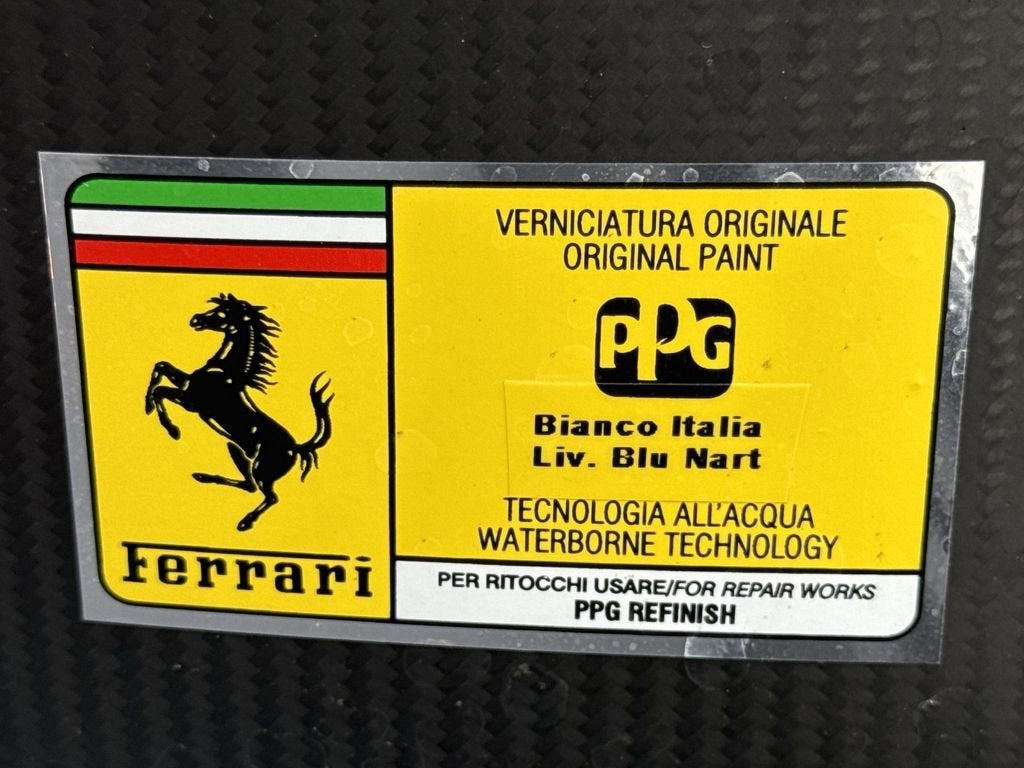 VERNICIATURA ORIGINALE
ORIGINAL PAINT
PPG
Bianco Italia
Liv. Blu Nart
TECNOLOGIA ALL'ACQUA
WATERBORNE TECHNOLOGY
Ferrari
PER RITOCCHI USARE/FOR REPAIR WORKS
PPG REFINISH